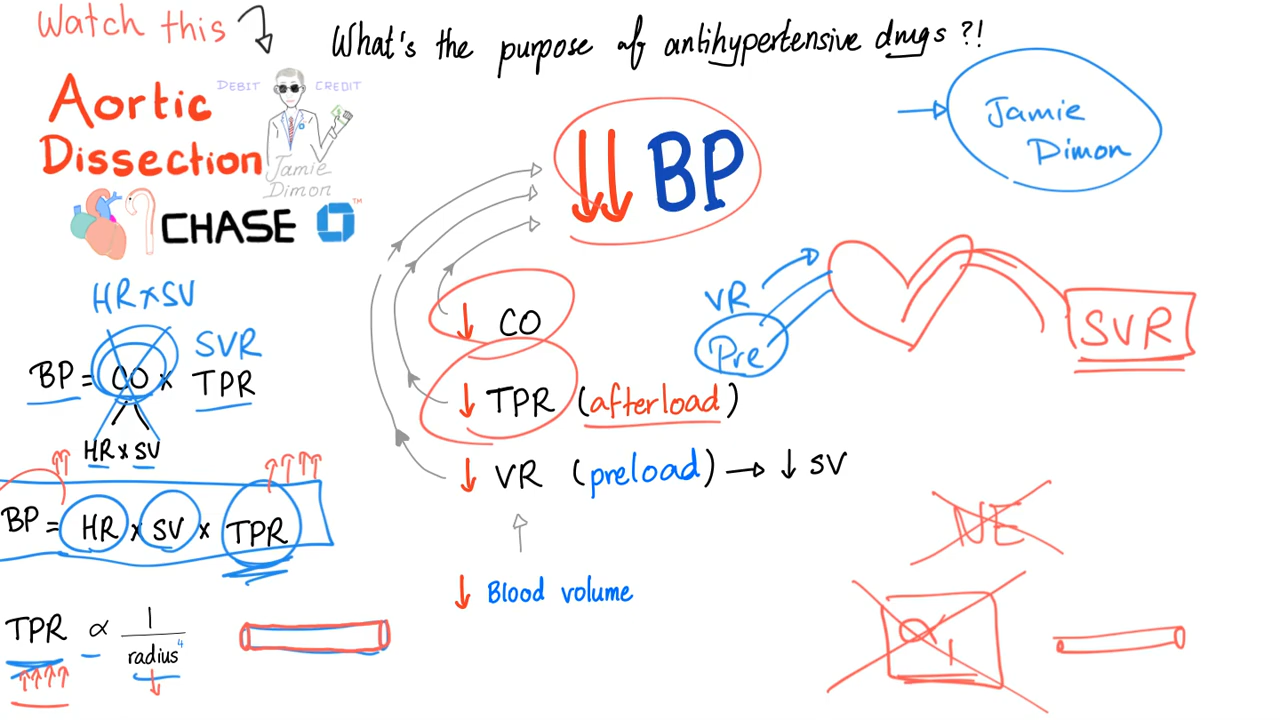 Watch this
What's the purpose of antihypertensive drugs ?!
DEBIT CREDIT
Aortic
Dissection
Jamie
Dimon
CHASE
TM
Jamie
Dimon
↓↓ BP
HR x SV
SVR
BP = CO x TPR
HR x SV
↑↑ ↑↑↑↑
BP = HR x SV x TPR
TPR ∝ 1
radius⁴
↑↑↑↑ ↓
↓ CO
↓ TPR (afterload)
↓ VR (preload) → ↓ SV
↓ Blood volume
VR
Pre
SVR
NE
α 1